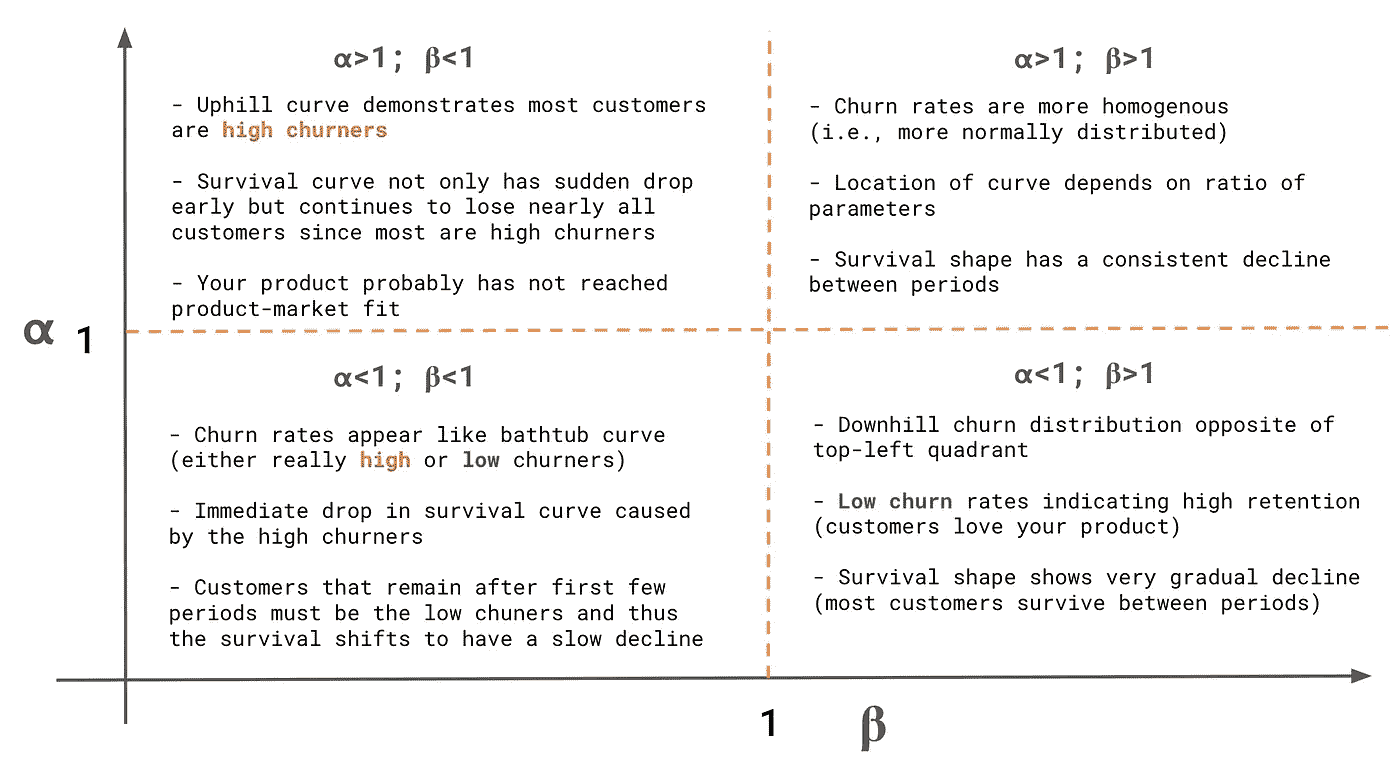 α>1; β<1
- Uphill curve demonstrates most customers
are high churners
- Survival curve not only has sudden drop
early but continues to lose nearly all
customers since most are high churners
- Your product probably has not reached
product-market fit
α>1; β>1
- Churn rates are more homogenous
(i.e., more normally distributed)
- Location of curve depends on ratio of
parameters
- Survival shape has a consistent decline
between periods
α 1
α<1; β<1
- Churn rates appear like bathtub curve
(either really high or low churners)
- Immediate drop in survival curve caused
by the high churners
- Customers that remain after first few
periods must be the low chuners and thus
the survival shifts to have a slow decline
α<1; β>1
- Downhill churn distribution opposite of
top-left quadrant
- Low churn rates indicating high retention
(customers love your product)
- Survival shape shows very gradual decline
(most customers survive between periods)
1 β